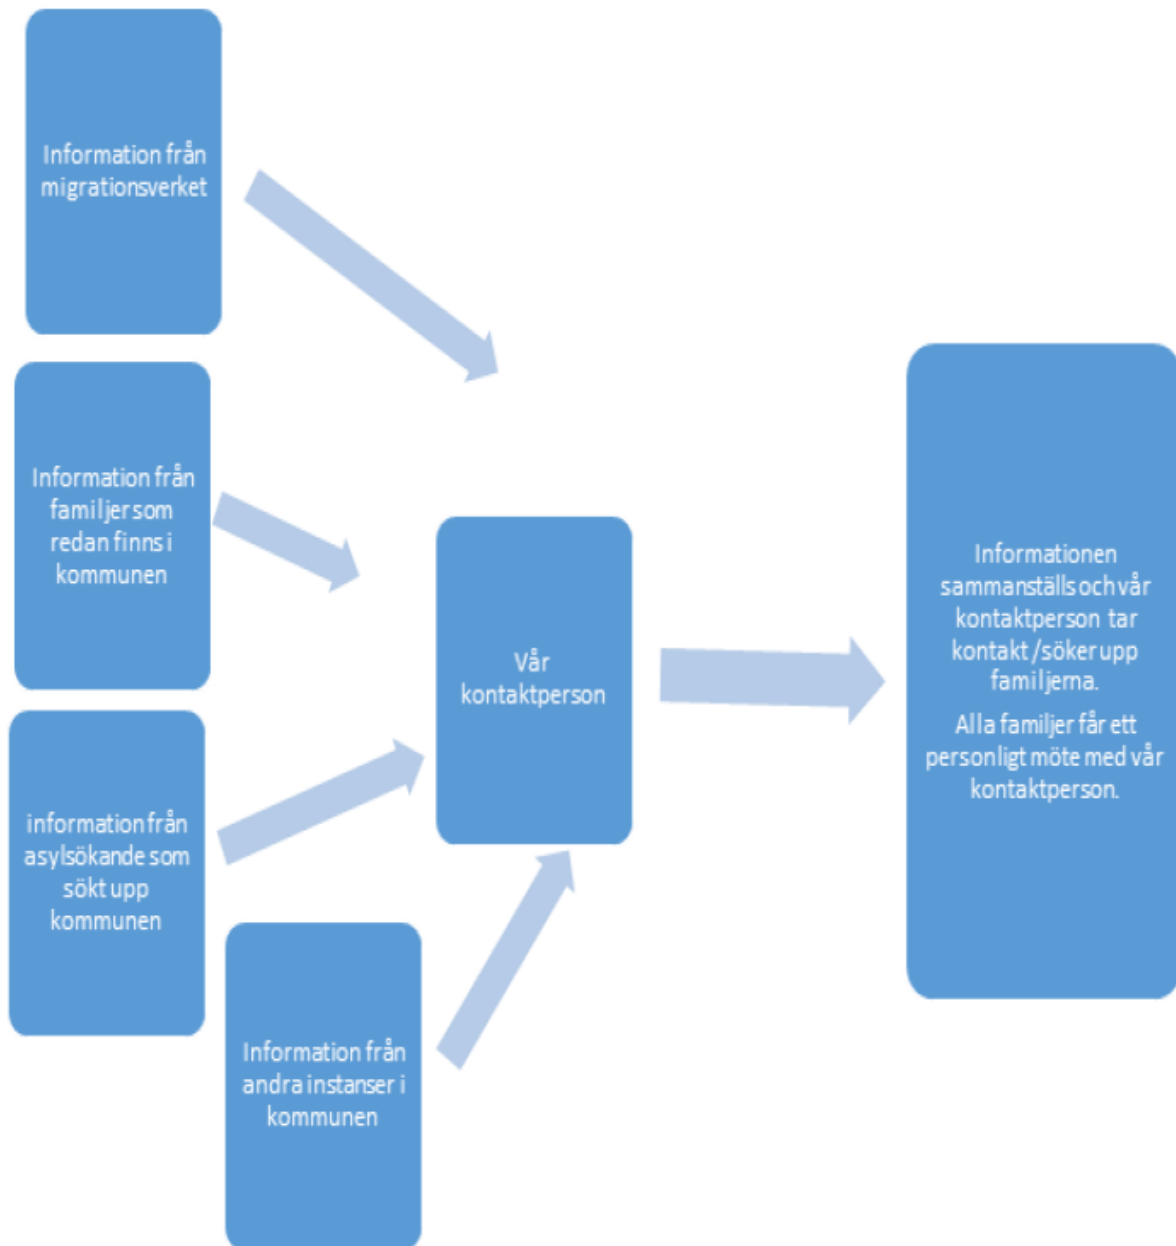 Information från
migrationsverket
Information från
familjer som
redan finns i
kommunen
information från
asylsökande som
sökt upp
kommunen
Information från
andra instanser i
kommunen
Vår
kontaktperson
Informationen
sammanställs och vår
kontaktperson tar
kontakt /söker upp
familjerna.
Alla familjer får ett
personligt möte med vår
kontaktperson.